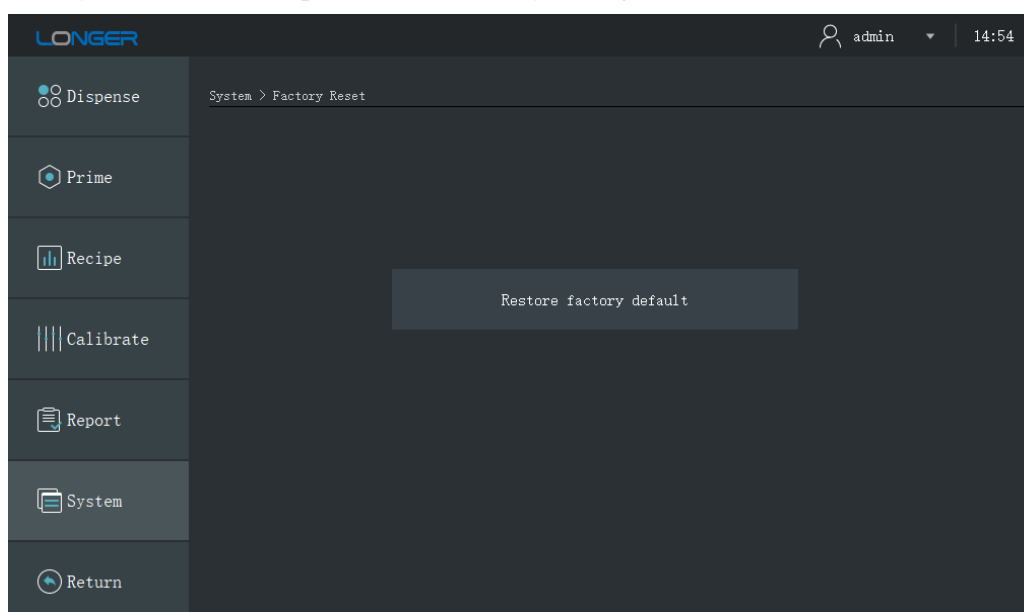 LONGER
admin
14:54
Dispense
System > Factory Reset
Prime
Recipe
Restore factory default
Calibrate
Report
System
Return